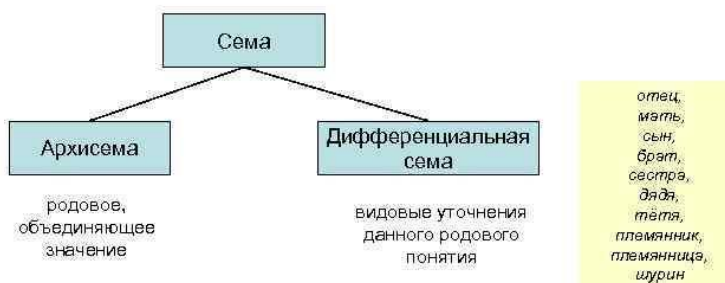 Сема
Архисема
Дифференциальная
сема
родовое,
объединяющее
значение
видовые уточнения
данного родового
понятия
отец,
мать,
сын,
брат,
сестра,
дядя,
тётя,
племянник,
племянница,
шурин